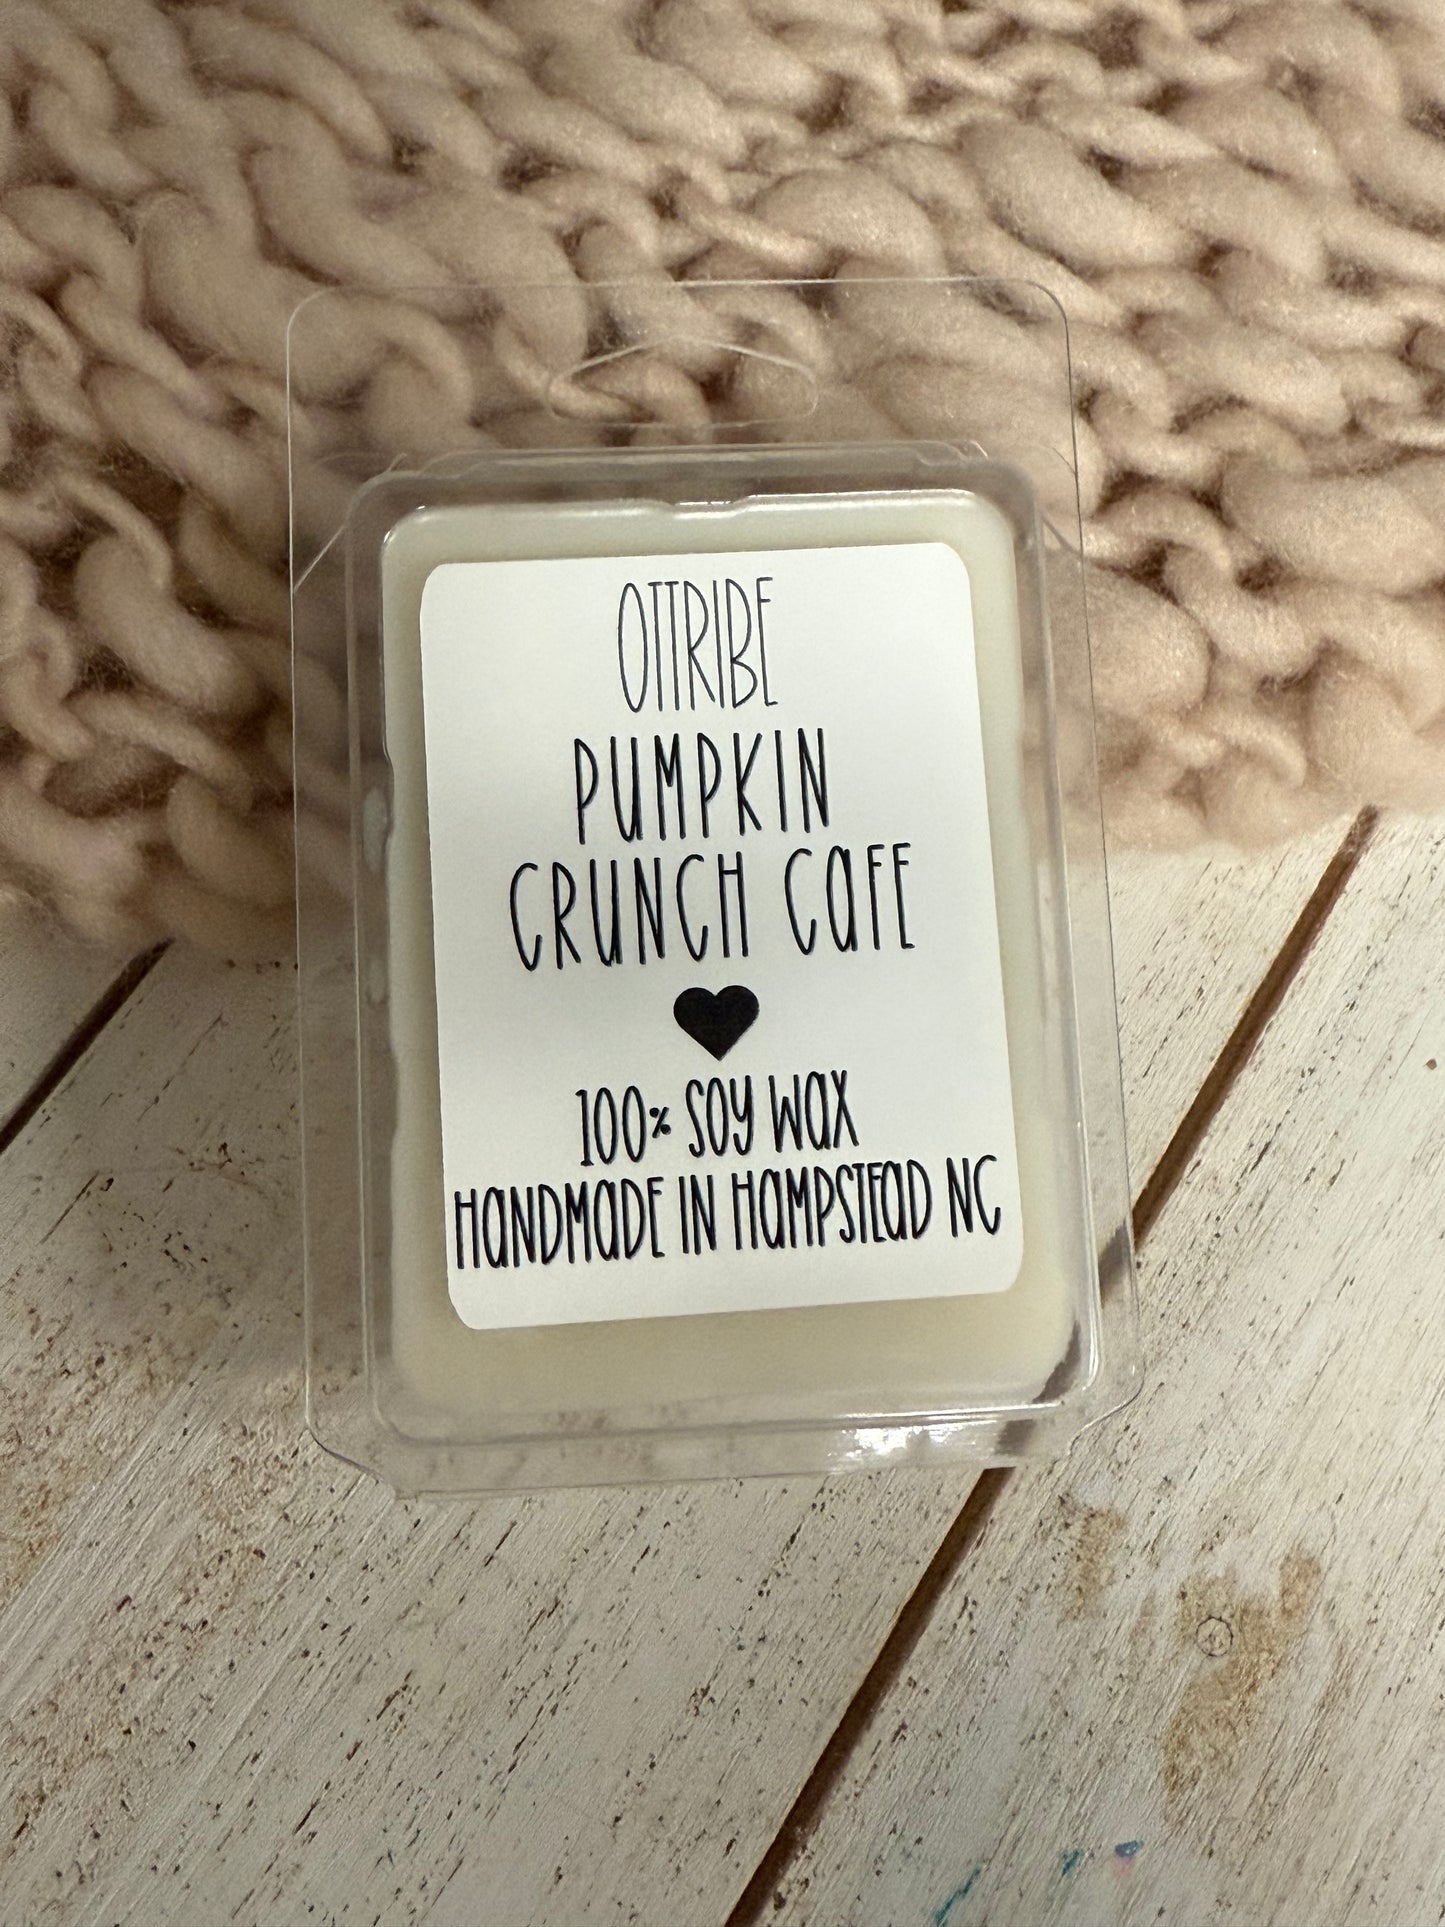 OTTRIBE
PUMPKIN
CRUNCH CAFE
100% SOY WAX
HANDMADE IN HAMPSTEAD NC